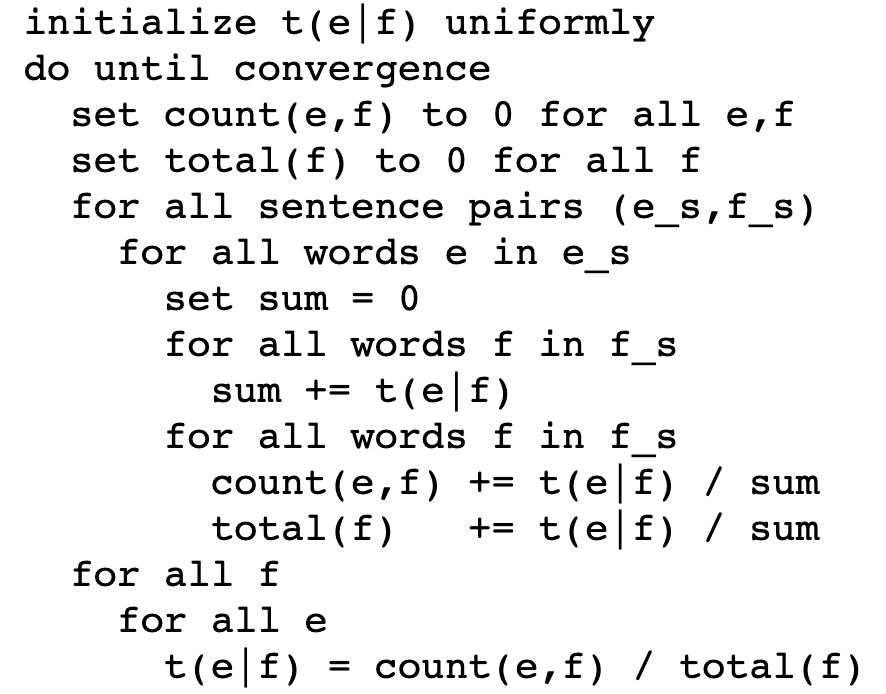 initialize t(e|f) uniformly
do until convergence
  set count(e,f) to 0 for all e,f
  set total(f) to 0 for all f
  for all sentence pairs (e_s,f_s)
    for all words e in e_s
      set sum = 0
      for all words f in f_s
        sum += t(e|f)
      for all words f in f_s
        count(e,f) += t(e|f) / sum
        total(f)   += t(e|f) / sum
  for all f
    for all e
      t(e|f) = count(e,f) / total(f)